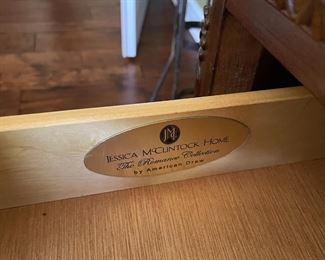 JM
JESSICA MCCLINTOCK HOME
The Romance Collection
by American Drew